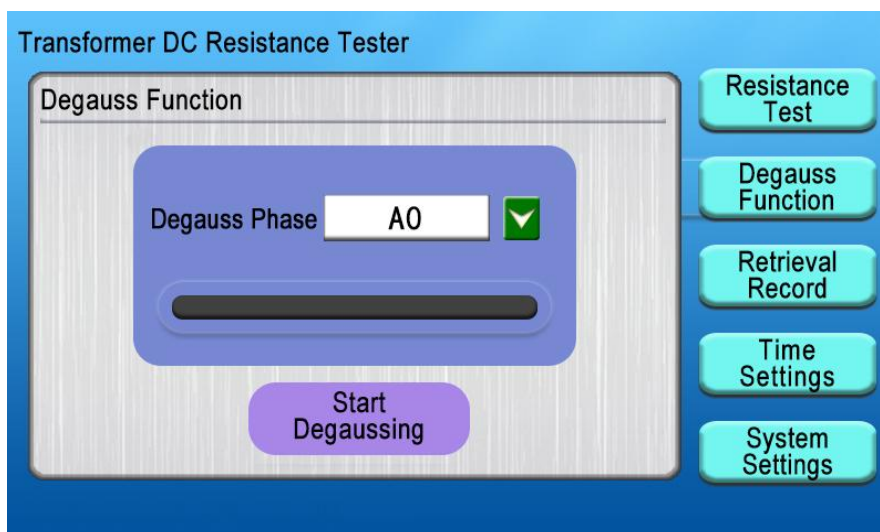 Transformer DC Resistance Tester
Degauss Function
Degauss Phase
AO
Start
Degaussing
Resistance
Test
Degauss
Function
Retrieval
Record
Time
Settings
System
Settings